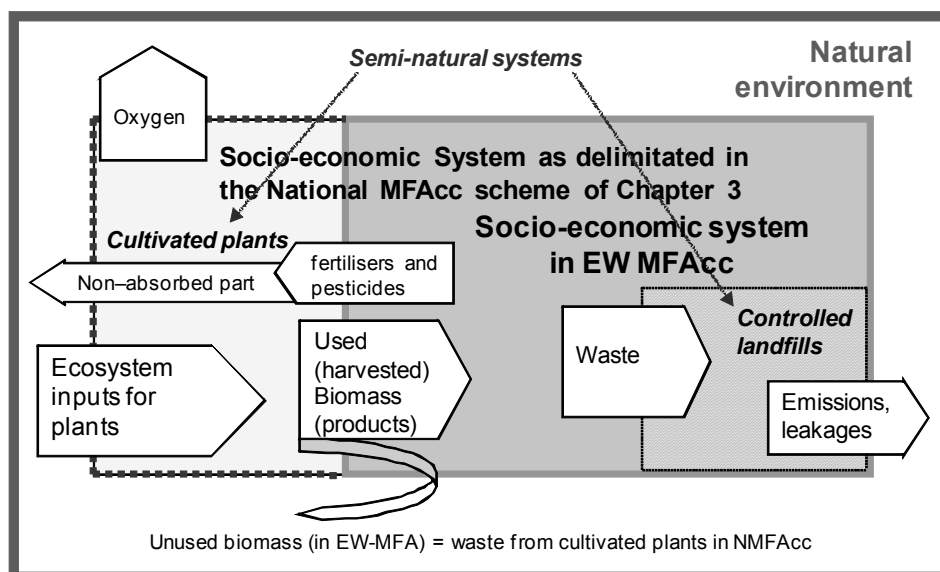 Semi-natural systems
Natural
environment
Oxygen
Socio-economic System as delimitated in
the National MFAcc scheme of Chapter 3
Socio-economic system
in EW MFAcc
Cultivated plants
Non–absorbed part
fertilisers and
pesticides
Ecosystem
inputs for
plants
Used
(harvested)
Biomass
(products)
Waste
Controlled
landfills
Emissions,
leakages
Unused biomass (in EW-MFA) = waste from cultivated plants in NMFAcc